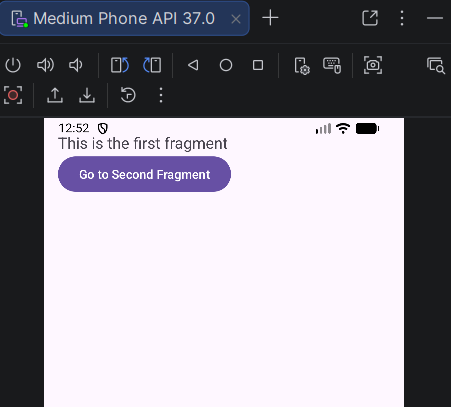 Medium Phone API 37.0
12:52
This is the first fragment
Go to Second Fragment